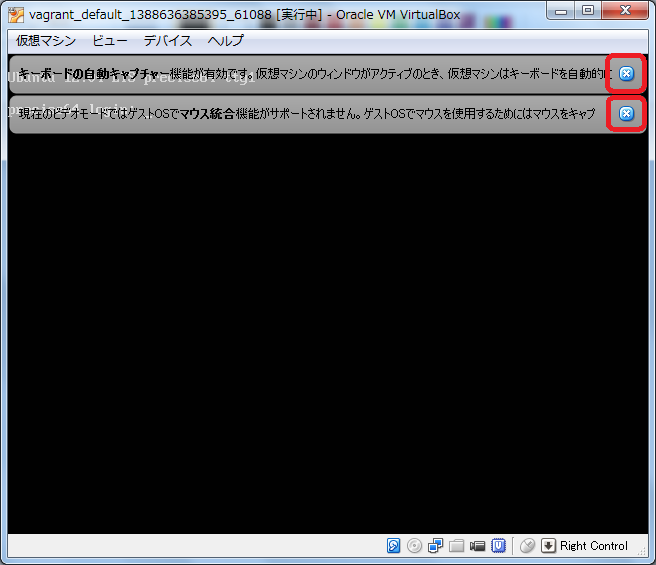 vagrant_default_1388636385395_61088 [実行中] - Oracle VM VirtualBox
仮想マシン ビュー デバイス ヘルプ
キーボードの自動キャプチャー機能が有効です。仮想マシンのウィンドウがアクティブのとき、仮想マシンはキーボードを自動的に
現在のビデオモードではゲストOSでマウス統合機能がサポートされません。ゲストOSでマウスを使用するためにはマウスをキャプ
login:
Right Control